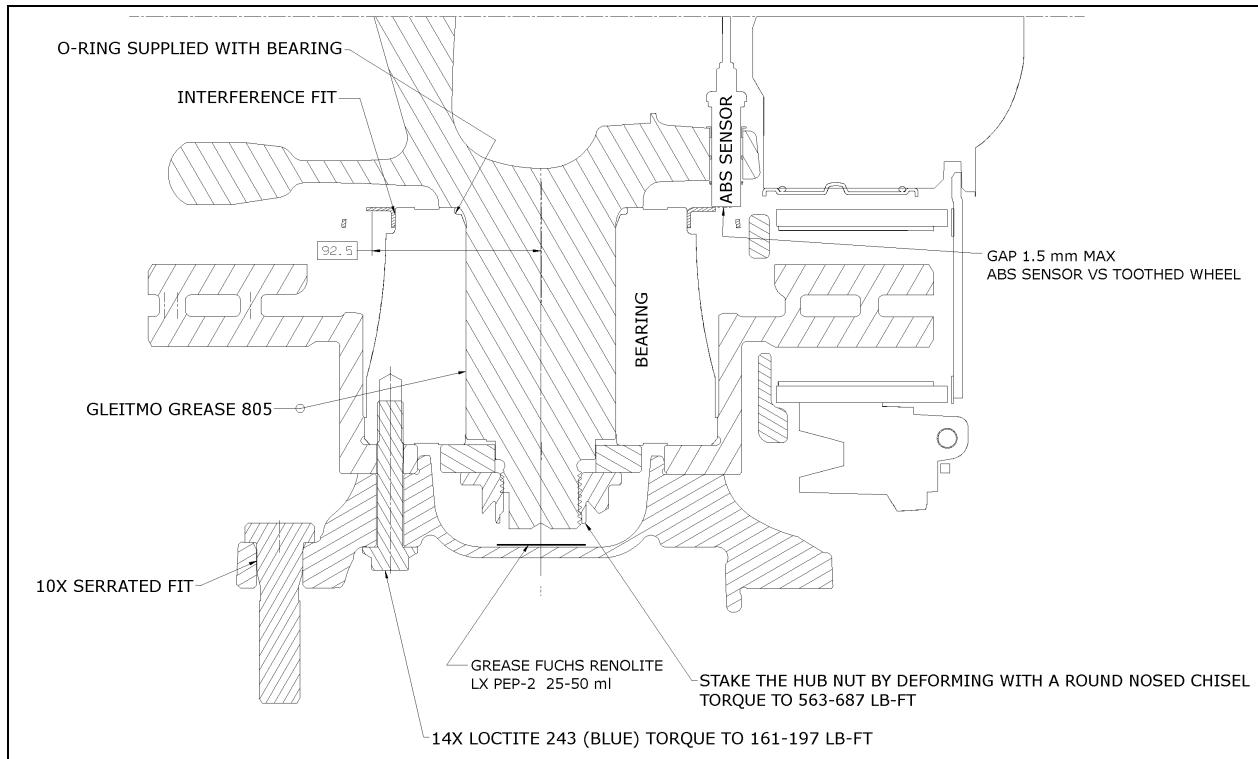 O-RING SUPPLIED WITH BEARING
INTERFERENCE FIT
ABS SENSOR
92.5
GAP 1.5 mm MAX
ABS SENSOR VS TOOTHED WHEEL
BEARING
GLEITMO GREASE 805
10X SERRATED FIT
GREASE FUCHS RENOLITE
LX PEP-2 25-50 ml
STAKE THE HUB NUT BY DEFORMING WITH A ROUND NOSED CHISEL
TORQUE TO 563-687 LB-FT
14X LOCTITE 243 (BLUE) TORQUE TO 161-197 LB-FT